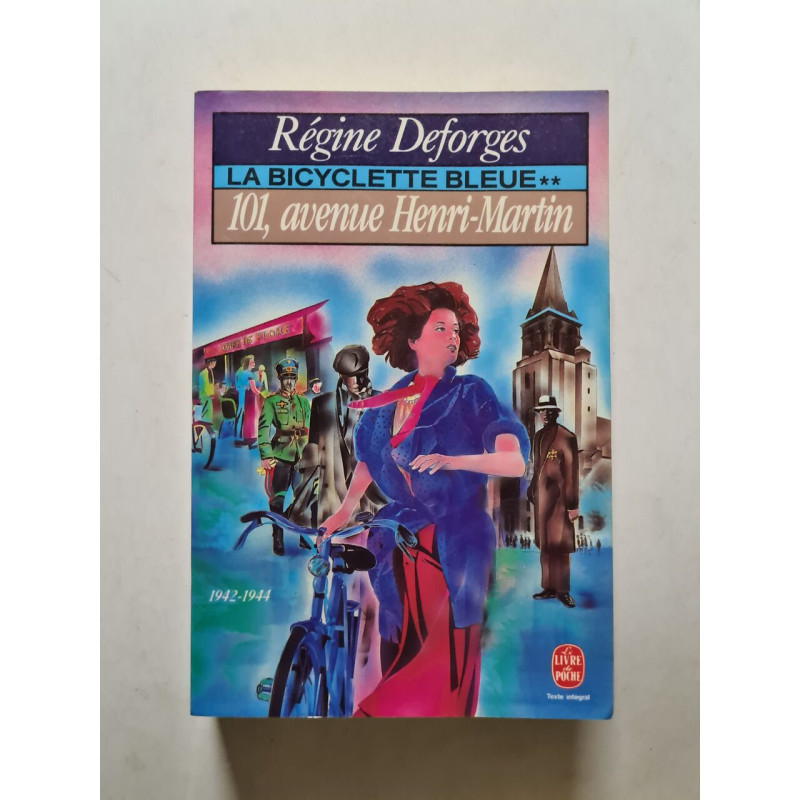 Régine Deforges
LA BICYCLETTE BLEUE**
101, avenue Henri-Martin
1942-1944
Le
LIVRE
de
POCHE
Texte intégral